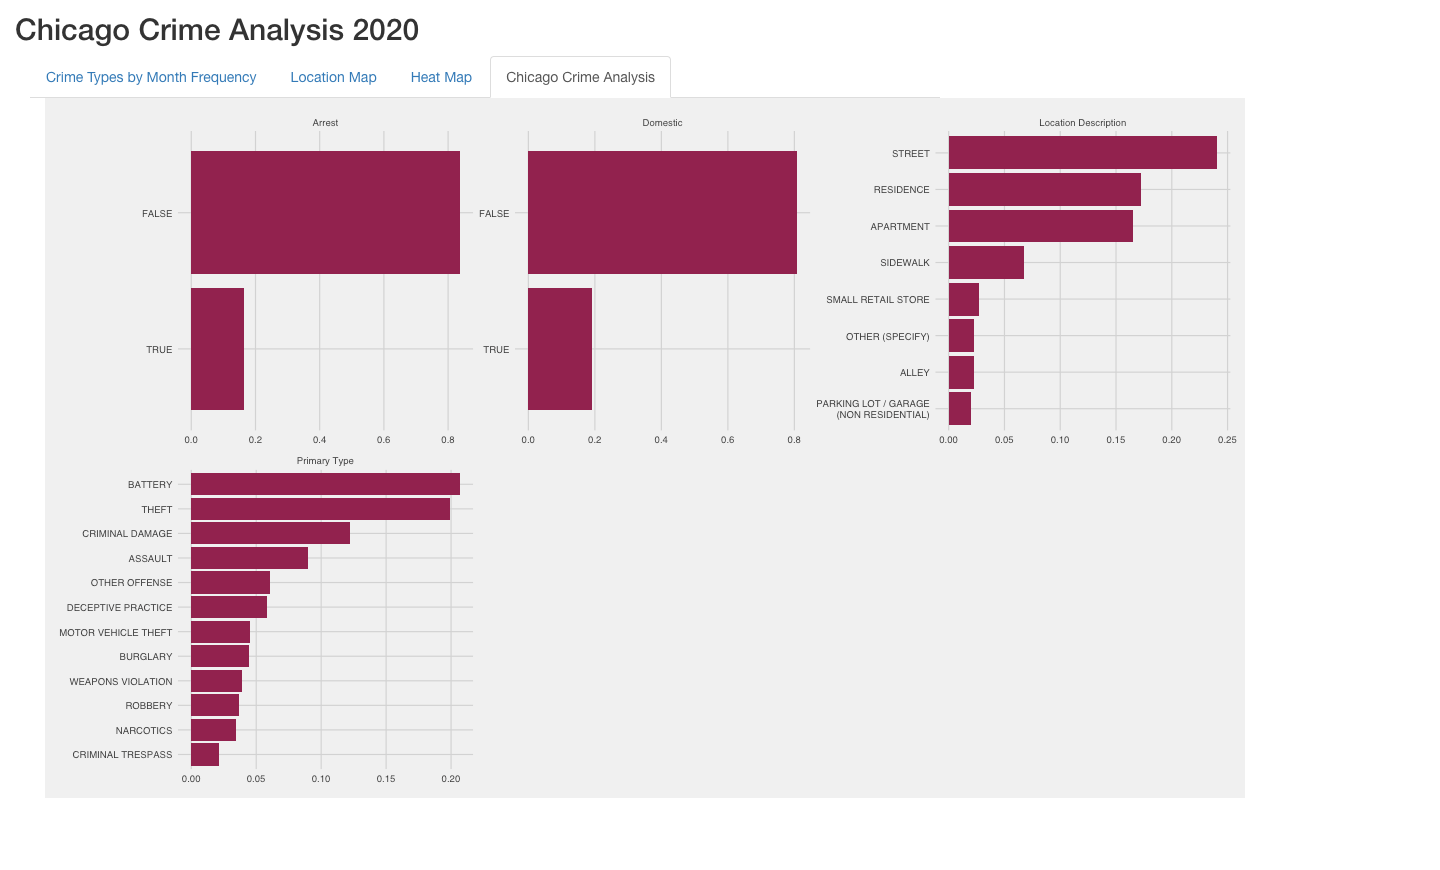 Chicago Crime Analysis 2020
Crime Types by Month Frequency
Location Map
Heat Map
Chicago Crime Analysis
Arrest
FALSE
TRUE
0.0 0.2 0.4 0.6 0.8
Domestic
FALSE
TRUE
0.0 0.2 0.4 0.6 0.8
Location Description
STREET
RESIDENCE
APARTMENT
SIDEWALK
SMALL RETAIL STORE
OTHER (SPECIFY)
ALLEY
PARKING LOT / GARAGE
(NON RESIDENTIAL)
0.00 0.05 0.10 0.15 0.20 0.25
Primary Type
BATTERY
THEFT
CRIMINAL DAMAGE
ASSAULT
OTHER OFFENSE
DECEPTIVE PRACTICE
MOTOR VEHICLE THEFT
BURGLARY
WEAPONS VIOLATION
ROBBERY
NARCOTICS
CRIMINAL TRESPASS
0.00 0.05 0.10 0.15 0.20